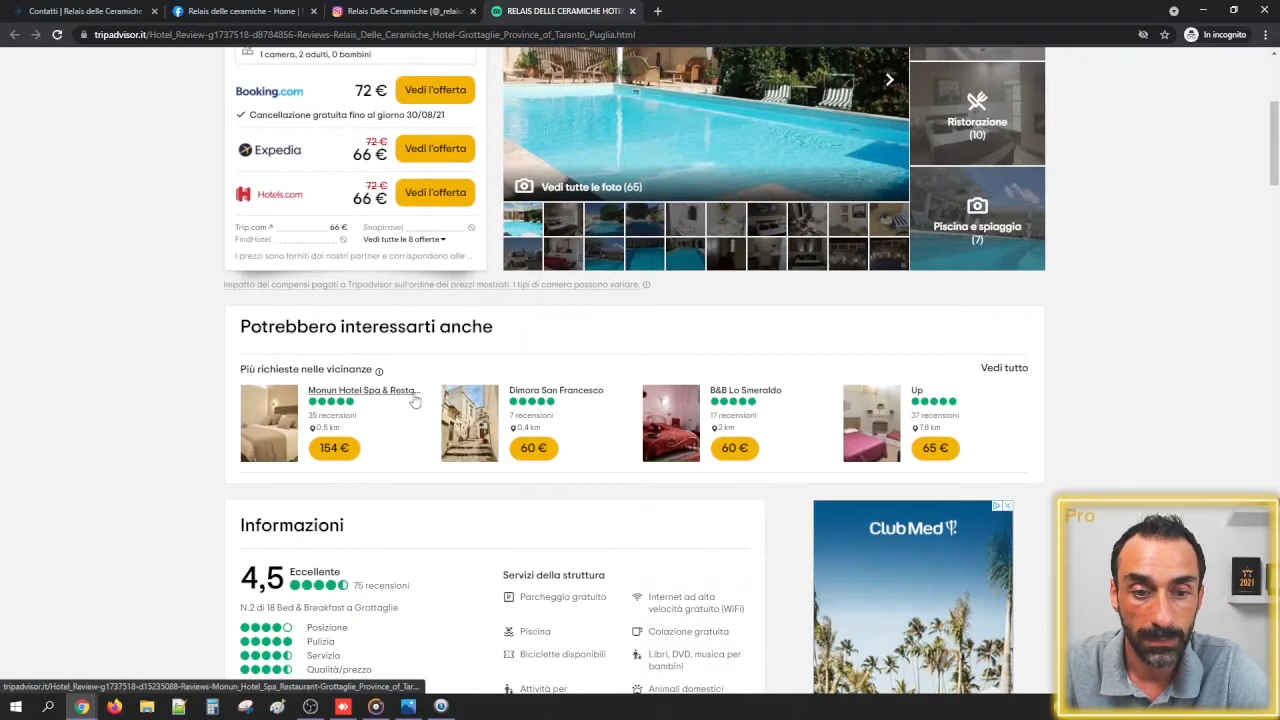 Contatti | Relais di Ceramiche
Relais delle ceramiche - Home |
Relais Delle Ceramiche (@_relais
RELAIS DELLE CERAMICHE HOTE
tripadvisor.it/Hotel_Review-g1737518-d8784856-Reviews-Relais_Delle_Ceramiche_Hotel-Grottaglie_Province_of_Taranto_Puglia.html
In incognito
1 camera, 2 adulti, 0 bambini
Booking.com
72 €
Vedi l'offerta
Cancellazione gratuita fino al giorno 30/08/21
Expedia
72 €
66 €
Vedi l'offerta
Hotels.com
72 €
66 €
Vedi l'offerta
Trip.com
66 €
Snaptravel
FindHotel
Vedi tutte le 8 offerte
I prezzi sono forniti dai nostri partner e corrispondono alle ...
Vedi tutte le foto (65)
Ristorazione
(10)
Piscina e spiaggia
(7)
Impatto dei compensi pagati a Tripadvisor sull'ordine dei prezzi mostrati. I tipi di camera possono variare.
Potrebbero interessarti anche
Più richieste nelle vicinanze
Vedi tutto
Monun Hotel Spa & Resta...
35 recensioni
0,5 km
154 €
Dimora San Francesco
7 recensioni
0,4 km
60 €
B&B Lo Smeraldo
17 recensioni
2 km
60 €
Up
37 recensioni
7,8 km
65 €
Informazioni
4,5
Eccellente
75 recensioni
N.2 di 18 Bed & Breakfast a Grottaglie
Posizione
Pulizia
Servizio
Qualità/prezzo
Servizi della struttura
Parcheggio gratuito
Internet ad alta
velocità gratuito (WiFi)
Piscina
Colazione gratuita
Biciclette disponibili
Libri, DVD, musica per
bambini
Attività per
Animali domestici
ClubMed
Pro
2021
tripadvisor.it/Hotel_Review-g1737518-d15235088-Reviews-Monun_Hotel_Spa_Restaurant-Grottaglie_Province_of_Tar...